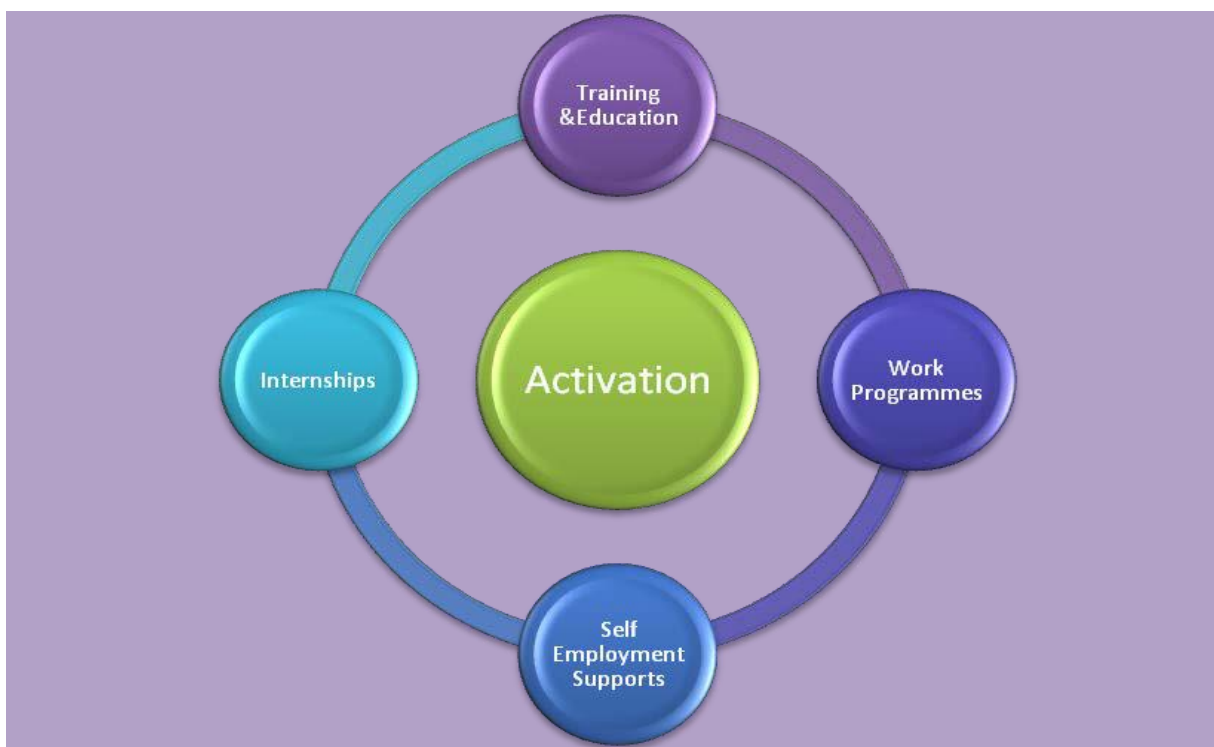 Training
&Education
Internships
Activation
Work
Programmes
Self
Employment
Supports